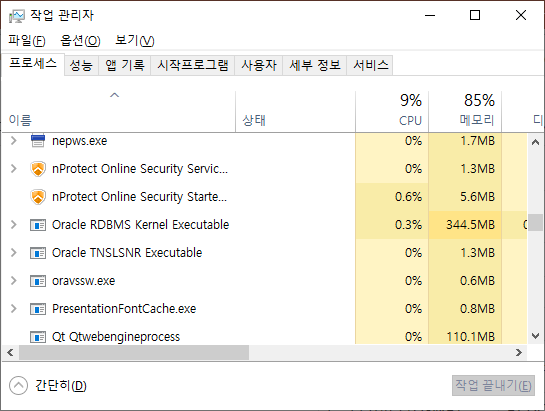 작업 관리자
파일(F) 옵션(O) 보기(V)
프로세스 성능 앱 기록 시작프로그램 사용자 세부 정보 서비스
9% 85%
이름 상태 CPU 메모리 디
nepws.exe 0% 1.7MB
nProtect Online Security Servic... 0% 1.3MB
nProtect Online Security Starte... 0.6% 5.6MB
Oracle RDBMS Kernel Executable 0.3% 344.5MB 0
Oracle TNSLSNR Executable 0% 1.3MB
oravssw.exe 0% 0.6MB
PresentationFontCache.exe 0% 0.8MB
Qt Qtwebengineprocess 0% 110.1MB
간단히(D) 작업 끝내기(E)